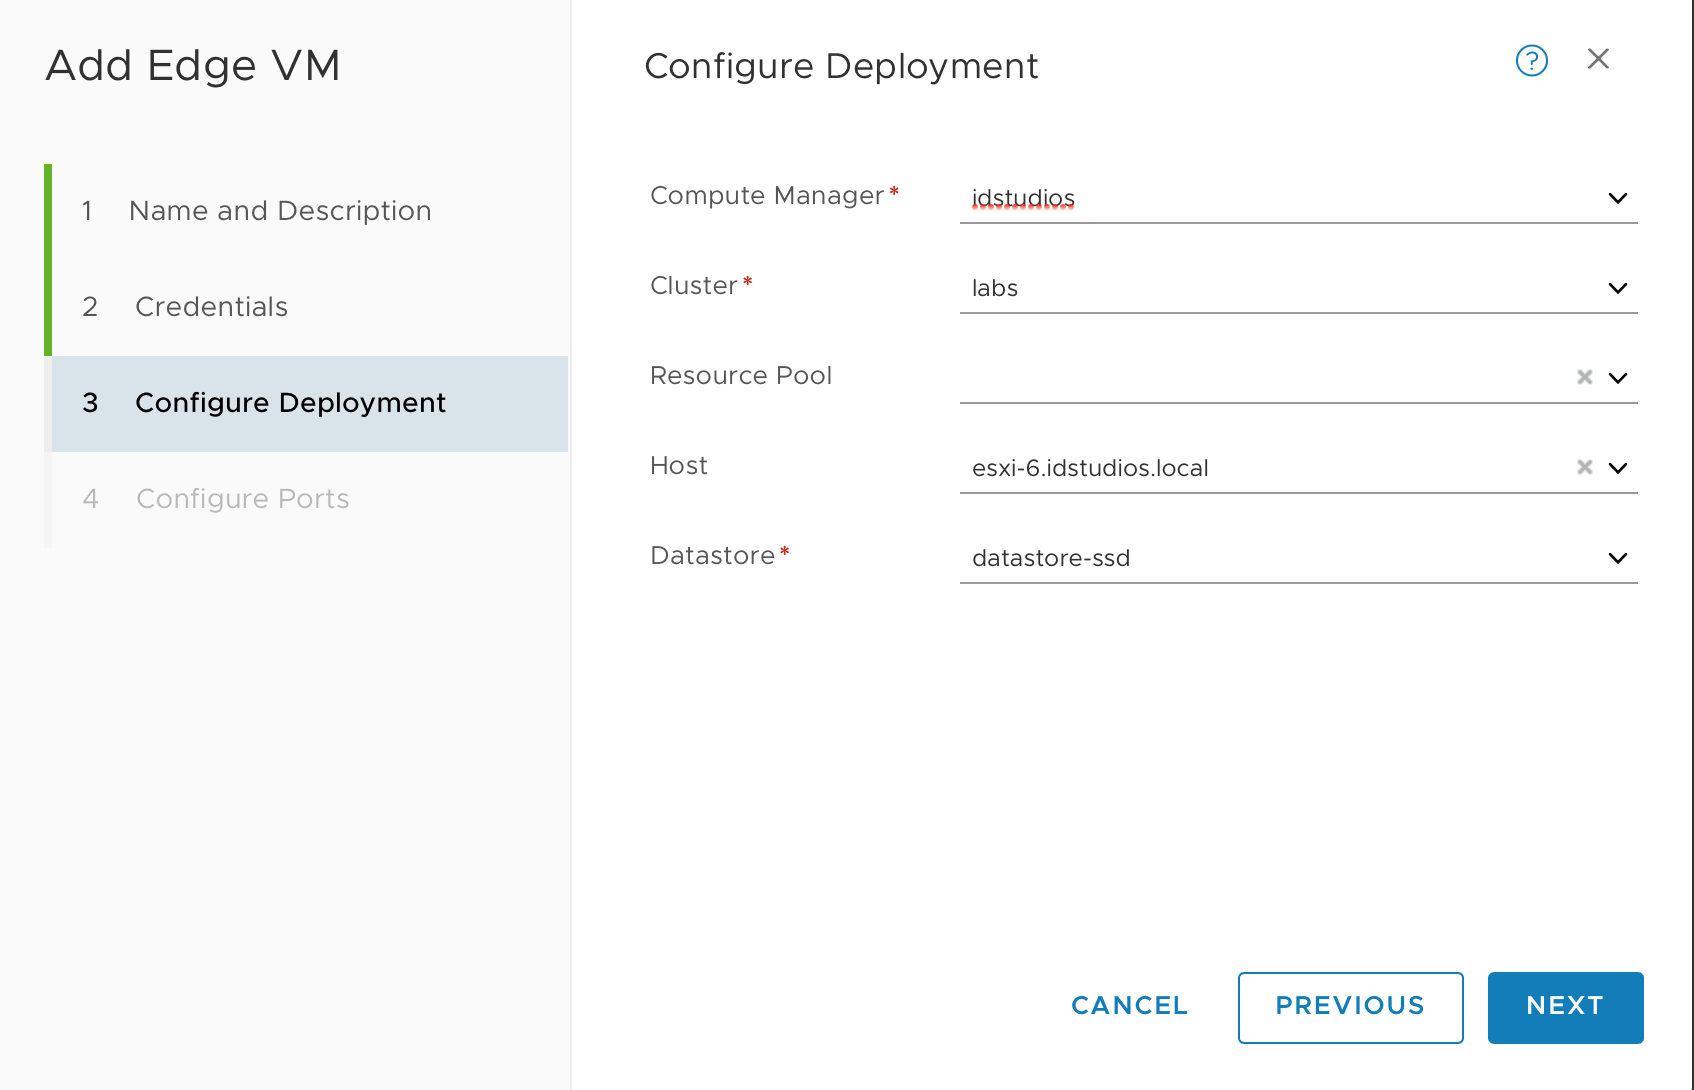 Add Edge VM
1 Name and Description
2 Credentials
3 Configure Deployment
4 Configure Ports
Configure Deployment
?
Compute Manager* idstudios
Cluster* labs
Resource Pool
Host esxi-6.idstudios.local
Datastore* datastore-ssd
CANCEL PREVIOUS NEXT